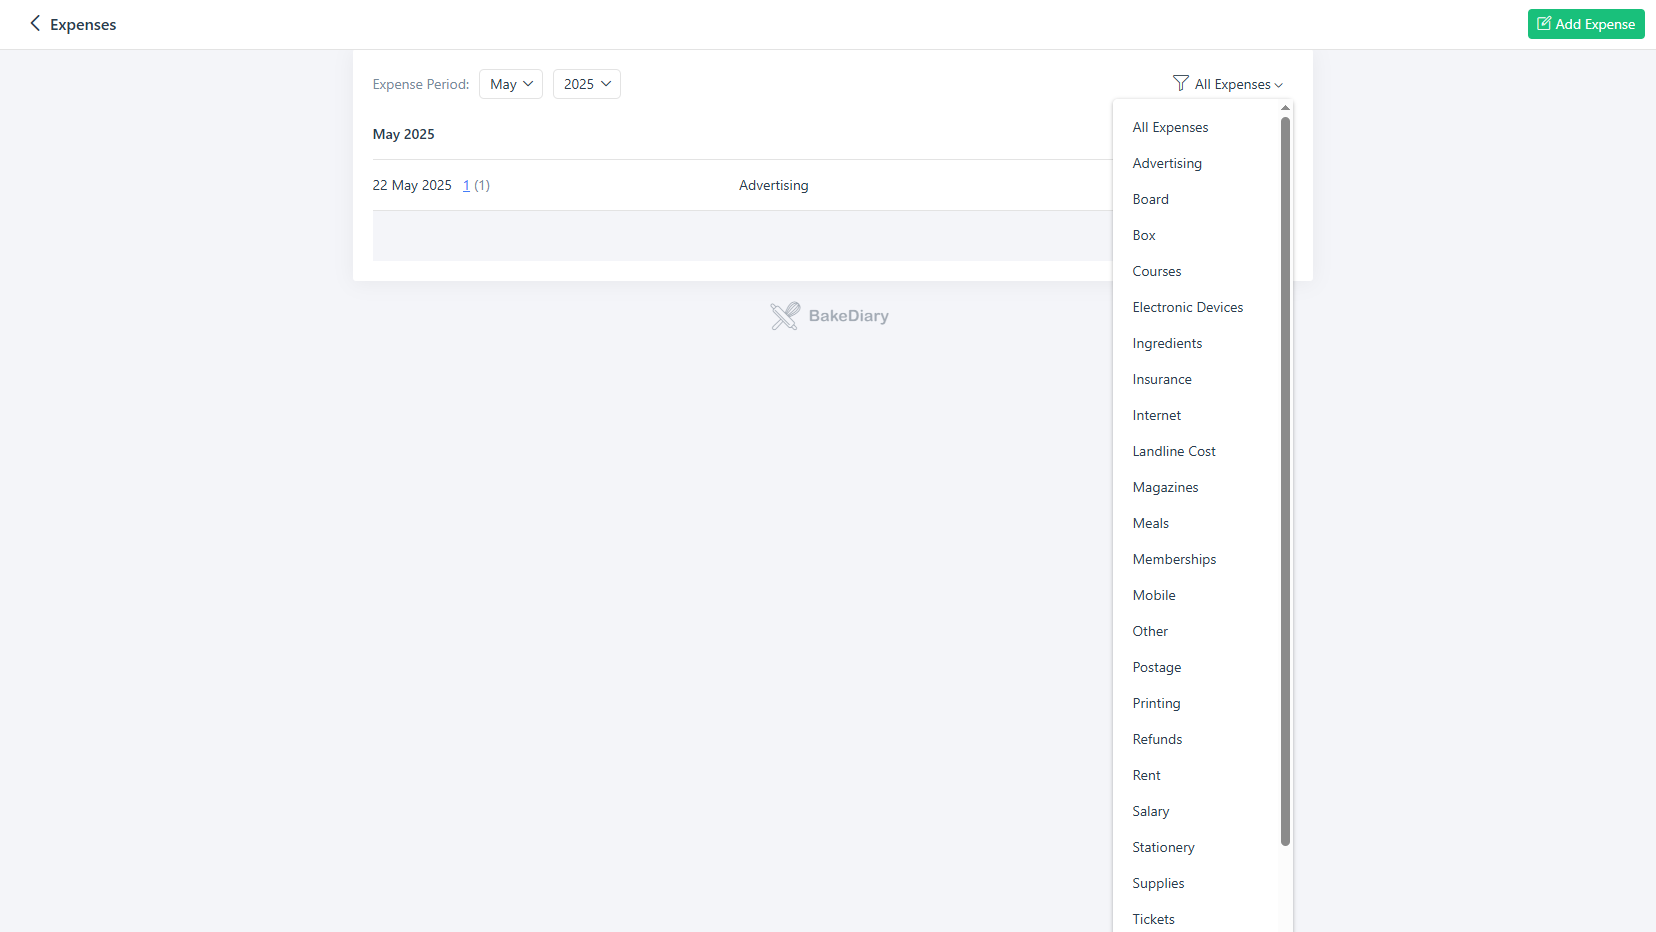 Expenses
Add Expense
Expense Period: May 2025
All Expenses
May 2025
22 May 2025 1 (1) Advertising
BakeDiary
All Expenses
Advertising
Board
Box
Courses
Electronic Devices
Ingredients
Insurance
Internet
Landline Cost
Magazines
Meals
Memberships
Mobile
Other
Postage
Printing
Refunds
Rent
Salary
Stationery
Supplies
Tickets